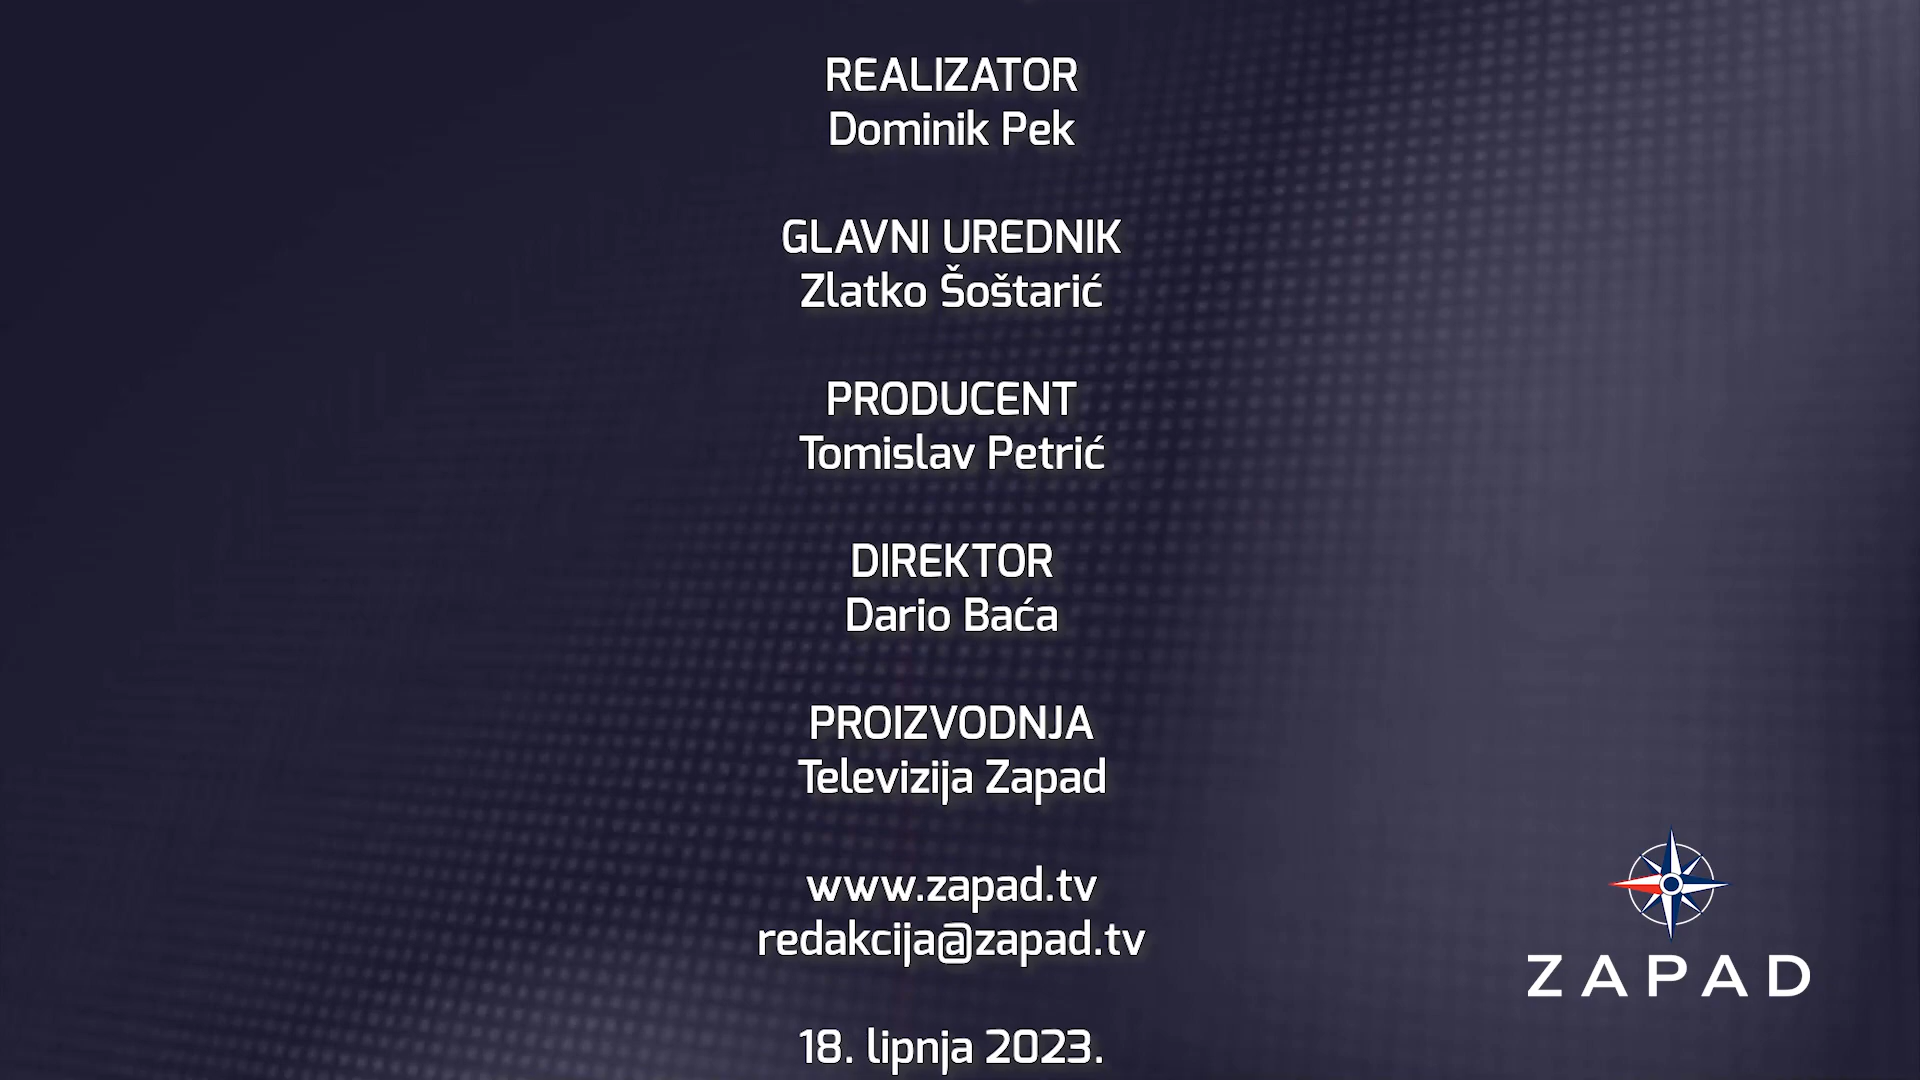 REALIZATOR
Dominik Pek
GLAVNI UREDNIK
Zlatko Šoštarić
PRODUCENT
Tomislav Petrić
DIREKTOR
Dario Baća
PROIZVODNJA
Televizija Zapad
www.zapad.tv
redakcija@zapad.tv
18. lipnja 2023.
ZAPAD